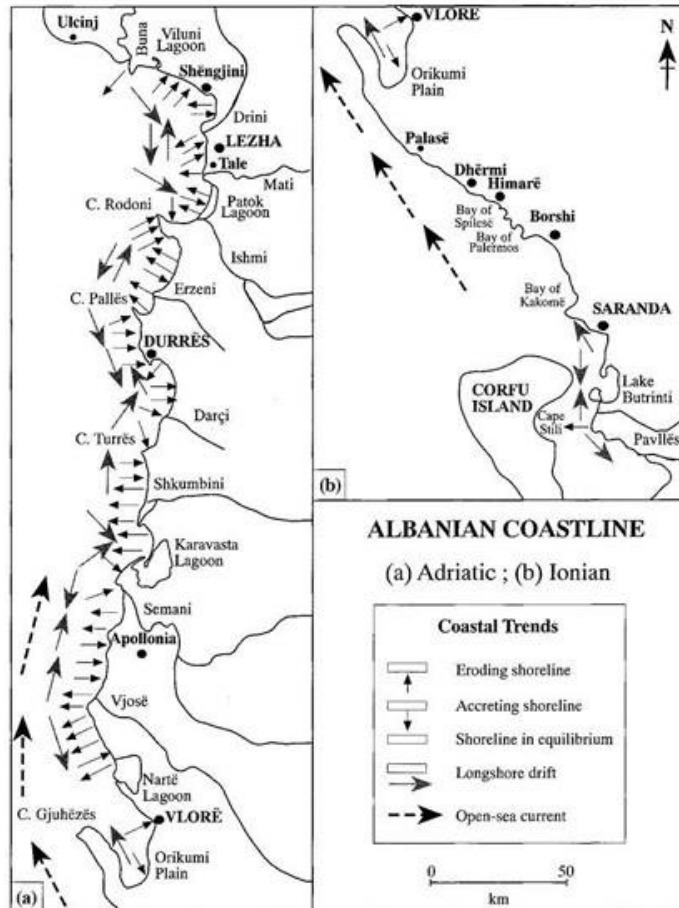 Ulcinj
Buna
Viluni
Lagoon
Shëngjini
Drini
LEZHA
Tale
Mati
C. Rodoni
Patok
Lagoon
Ishmi
Erzeni
C. Pallës
DURRËS
Darçi
C. Turrës
Shkumbini
Karavasta
Lagoon
Semani
Apollonia
Vjosë
Nartë
Lagoon
C. Gjuhëzës
VLORË
Orikumi
Plain
(a)
VLORË
N
Orikumi
Plain
Palasë
Dhërmi
Himarë
Bay of
Spilesë
Bay of
Palermos
Borshi
Bay of
Kakomë
SARANDA
CORFU
ISLAND
Lake
Butrinti
Cape
Stili
Pavllës
(b)
ALBANIAN COASTLINE
(a) Adriatic ; (b) Ionian
Coastal Trends
Eroding shoreline
Accreting shoreline
Shoreline in equilibrium
Longshore drift
Open-sea current
0 50
km